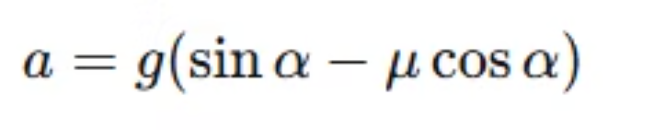 a = g(sin α − μ cos α)